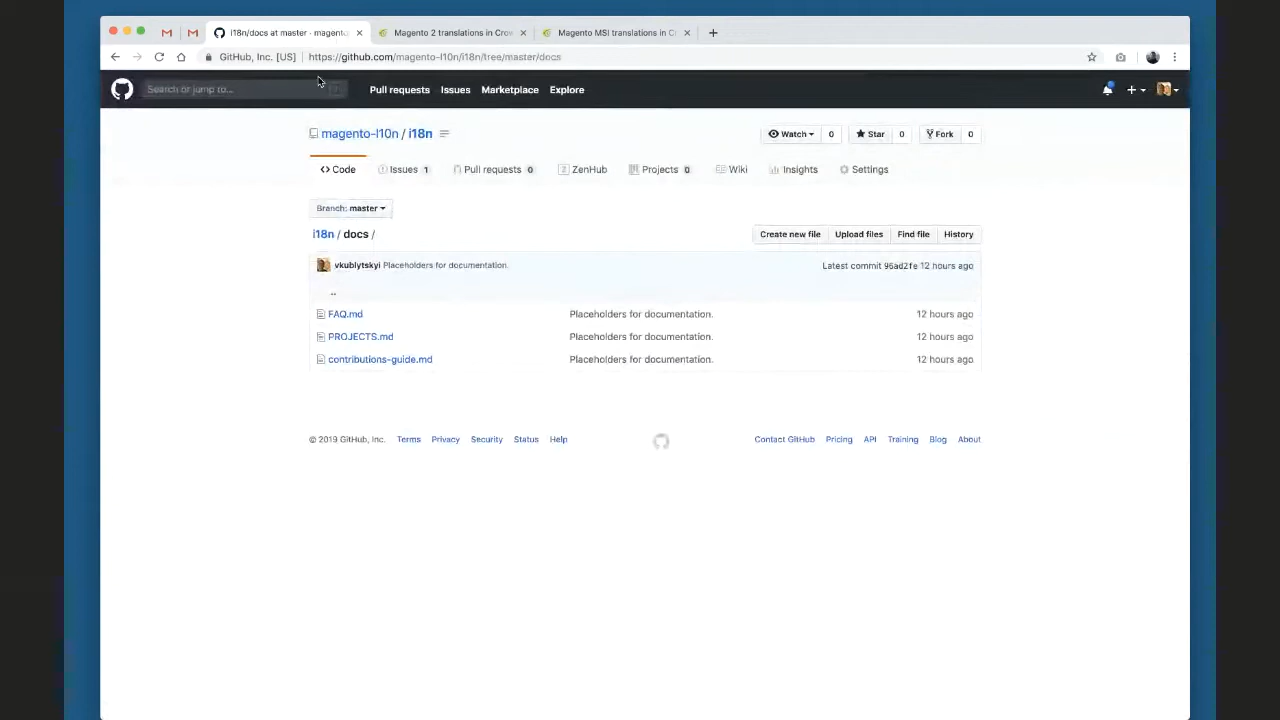 i18n/docs at master · magento
Magento 2 translations in Crow
Magento MSI translations in C
GitHub, Inc. [US] | https://github.com/magento-l10n/i18n/tree/master/docs
Search or jump to...
Pull requests Issues Marketplace Explore
magento-l10n / i18n
Watch 0 Star 0 Fork 0
Code Issues 1 Pull requests 0 ZenHub Projects 0 Wiki Insights Settings
Branch: master
i18n / docs /
Create new file Upload files Find file History
vkublytskyi Placeholders for documentation.
Latest commit 96ad2fe 12 hours ago
..
FAQ.md Placeholders for documentation. 12 hours ago
PROJECTS.md Placeholders for documentation. 12 hours ago
contributions-guide.md Placeholders for documentation. 12 hours ago
© 2019 GitHub, Inc. Terms Privacy Security Status Help
Contact GitHub Pricing API Training Blog About